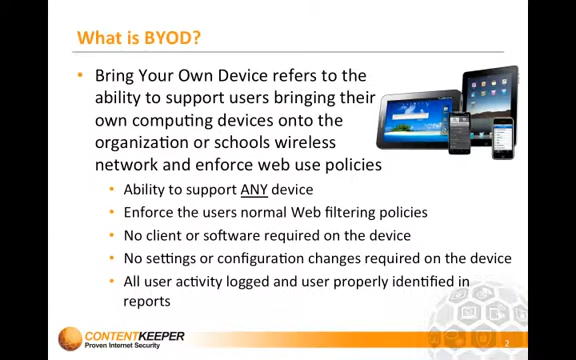 What is BYOD?
• Bring Your Own Device refers to the
ability to support users bringing their
own computing devices onto the
organization or schools wireless
network and enforce web use policies
• Ability to support ANY device
• Enforce the users normal Web filtering policies
• No client or software required on the device
• No settings or configuration changes required on the device
• All user activity logged and user properly identified in
reports
CONTENTKEEPER
Proven Internet Security
2